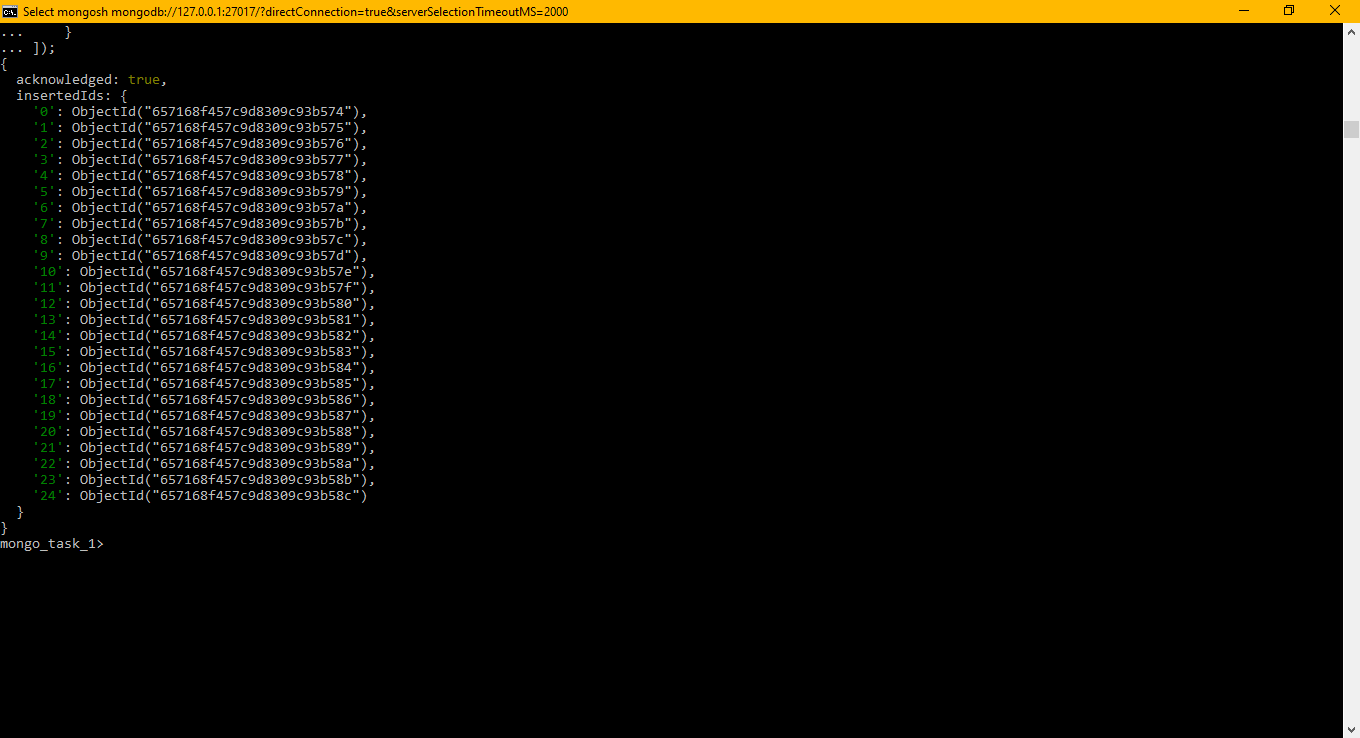 Select mongosh mongodb://127.0.0.1:27017/?directConnection=true&serverSelectionTimeoutMS=2000
...     }
... ]);
{
  acknowledged: true,
  insertedIds: {
    '0': ObjectId("657168f457c9d8309c93b574"),
    '1': ObjectId("657168f457c9d8309c93b575"),
    '2': ObjectId("657168f457c9d8309c93b576"),
    '3': ObjectId("657168f457c9d8309c93b577"),
    '4': ObjectId("657168f457c9d8309c93b578"),
    '5': ObjectId("657168f457c9d8309c93b579"),
    '6': ObjectId("657168f457c9d8309c93b57a"),
    '7': ObjectId("657168f457c9d8309c93b57b"),
    '8': ObjectId("657168f457c9d8309c93b57c"),
    '9': ObjectId("657168f457c9d8309c93b57d"),
    '10': ObjectId("657168f457c9d8309c93b57e"),
    '11': ObjectId("657168f457c9d8309c93b57f"),
    '12': ObjectId("657168f457c9d8309c93b580"),
    '13': ObjectId("657168f457c9d8309c93b581"),
    '14': ObjectId("657168f457c9d8309c93b582"),
    '15': ObjectId("657168f457c9d8309c93b583"),
    '16': ObjectId("657168f457c9d8309c93b584"),
    '17': ObjectId("657168f457c9d8309c93b585"),
    '18': ObjectId("657168f457c9d8309c93b586"),
    '19': ObjectId("657168f457c9d8309c93b587"),
    '20': ObjectId("657168f457c9d8309c93b588"),
    '21': ObjectId("657168f457c9d8309c93b589"),
    '22': ObjectId("657168f457c9d8309c93b58a"),
    '23': ObjectId("657168f457c9d8309c93b58b"),
    '24': ObjectId("657168f457c9d8309c93b58c")
  }
}
mongo_task_1>